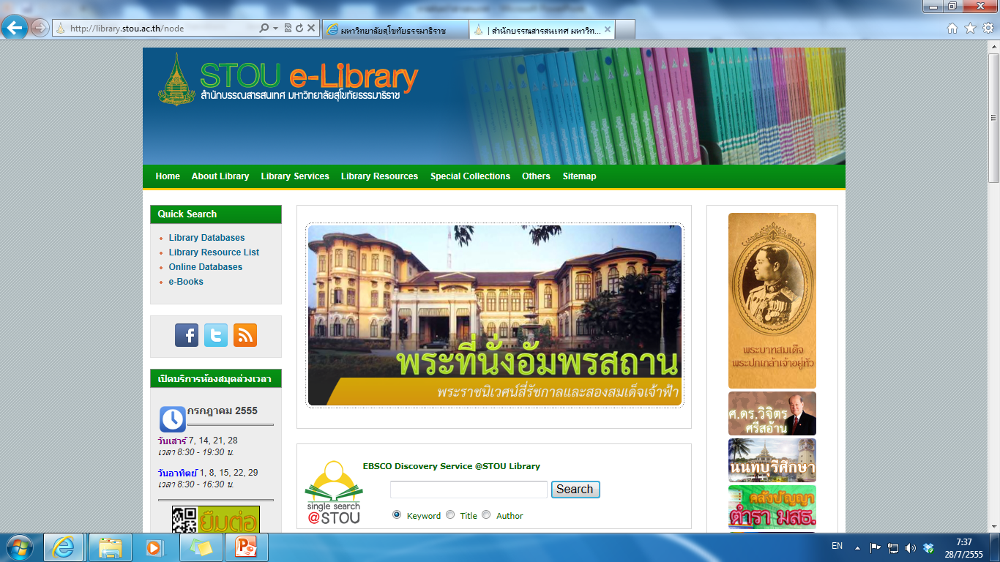 http://library.stou.ac.th/node
มหาวิทยาลัยสุโขทัยธรรมาธิราช
| สำนักบรรณสารสนเทศ มหาวิท...
STOU e-Library
สำนักบรรณสารสนเทศ มหาวิทยาลัยสุโขทัยธรรมาธิราช
Home About Library Library Services Library Resources Special Collections Others Sitemap
Quick Search
Library Databases
Library Resource List
Online Databases
e-Books
เปิดบริการห้องสมุดล่วงเวลา
กรกฎาคม 2555
วันเสาร์ 7, 14, 21, 28
เวลา 8:30 - 19:30 น.
วันอาทิตย์ 1, 8, 15, 22, 29
เวลา 8:30 - 16:30 น.
ยืมต่อ
พระที่นั่งอัมพรสถาน
พระราชนิเวศน์สี่รัชกาลและสองสมเด็จเจ้าฟ้า
single search
@STOU
EBSCO Discovery Service @STOU Library
Search
Keyword Title Author
พระบาทสมเด็จ
พระปกเกล้าเจ้าอยู่หัว
ศ.ดร.วิจิตร
ศรีสอ้าน
นนทบุรีศึกษา
คลังปัญญา
ตำรา มสธ.
EN
7:37
28/7/2555